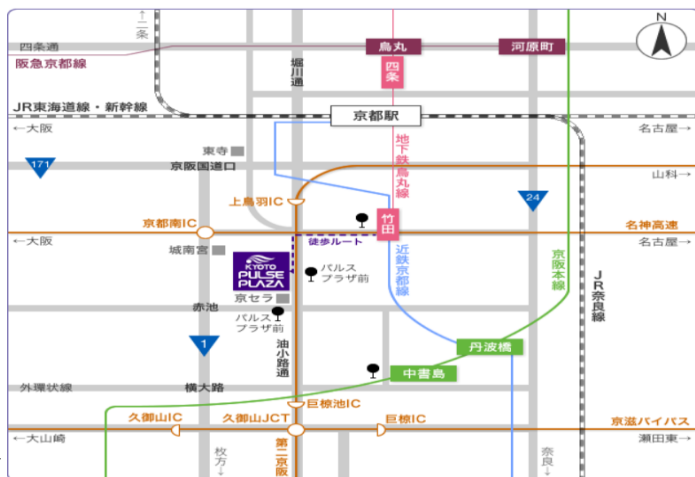 ←二条
N
四条通
烏丸
河原町
阪急京都線
堀川通
四条
JR東海道線・新幹線
京都駅
←大阪
名古屋→
地下鉄烏丸線
東寺
171
京阪国道口
山科→
上鳥羽IC
24
京都南IC
竹田
名神高速
←大阪
徒歩ルート
名古屋→
城南宮
KYOTO
PULSE
PLAZA
パルス
プラザ前
近鉄京都線
京阪本線
JR奈良線
京セラ
赤池
パルス
プラザ前
油小路通
1
丹波橋
中書島
外環状線
横大路
巨椋池IC
久御山IC
久御山JCT
巨椋IC
京滋バイパス
←大山崎
瀬田東→
枚方→
第二京阪
奈良→